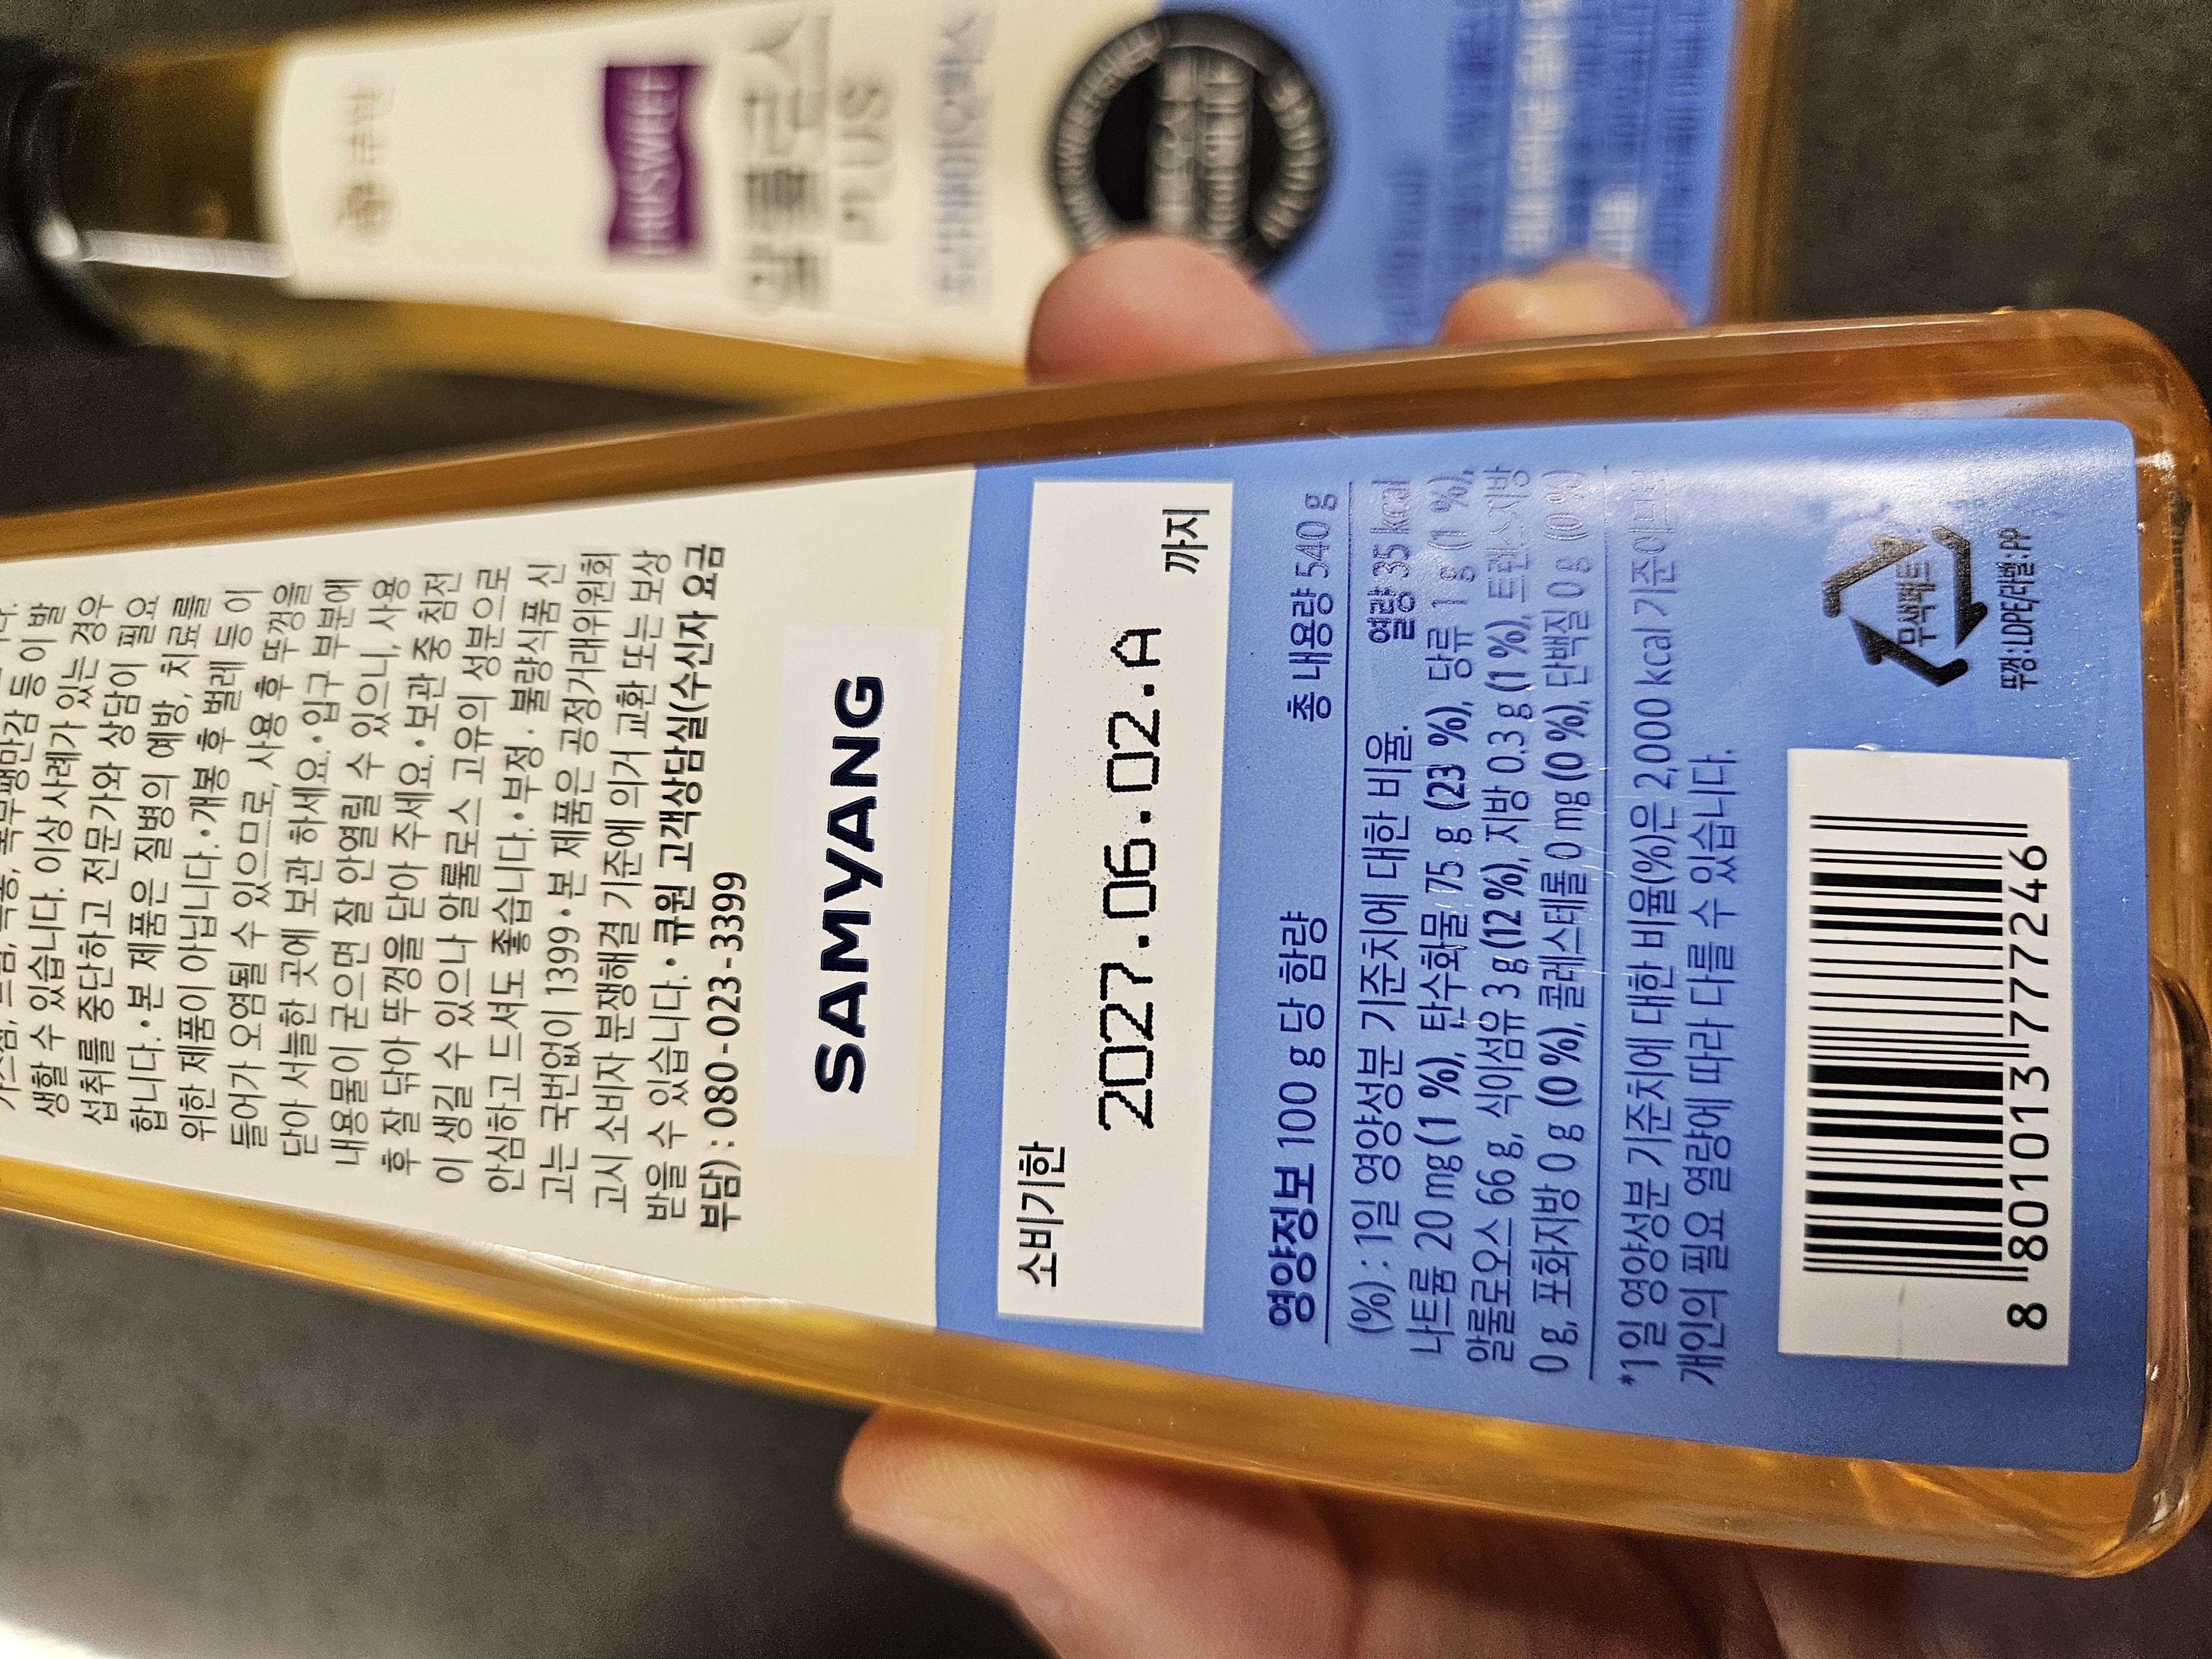 HUSWEET
알룰로스
PLUS
생할 수 있습니다. 이상 사례가 있는 경우
섭취를 중단하고 전문가와 상담이 필요
합니다.•본 제품은 질병의 예방, 치료를
위한 제품이 아닙니다.•개봉 후 벌레 등이
들어가 오염될 수 있으므로, 사용 후 뚜껑을
닫아 서늘한 곳에 보관 하세요.•입구 부분에
내용물이 굳으면 잘 안열릴 수 있으니, 사용
후 잘 닦아 뚜껑을 닫아 주세요.•보관 중 침전
이 생길 수 있으나 알룰로스 고유의 성분으로
안심하고 드셔도 좋습니다.•부정·불량식품 신
고는 국번없이 1399•본 제품은 공정거래위원회
고시 소비자 분쟁해결 기준에 의거 교환 또는 보상
받을 수 있습니다.•큐원 고객상담실(수신자 요금
부담) : 080-023-3399
SAMYANG
소비기한
2027.06.02.A
까지
영양정보 100 g 당 함량 총 내용량 540 g
(%) : 1일 영양성분 기준치에 대한 비율. 열량 35 kcal
나트륨 20 mg (1 %), 탄수화물 75 g (23 %), 당류 1 g (1 %),
알룰로오스 66 g, 식이섬유 3 g (12 %), 지방 0.3 g (1 %), 트랜스지방
0 g, 포화지방 0 g (0 %), 콜레스테롤 0 mg (0 %), 단백질 0 g (0 %)
*1일 영양성분 기준치에 대한 비율(%)은 2,000 kcal 기준이므로
개인의 필요 열량에 따라 다를 수 있습니다.
무색페트
뚜껑:LDPE/라벨:PP
8 801013 777246